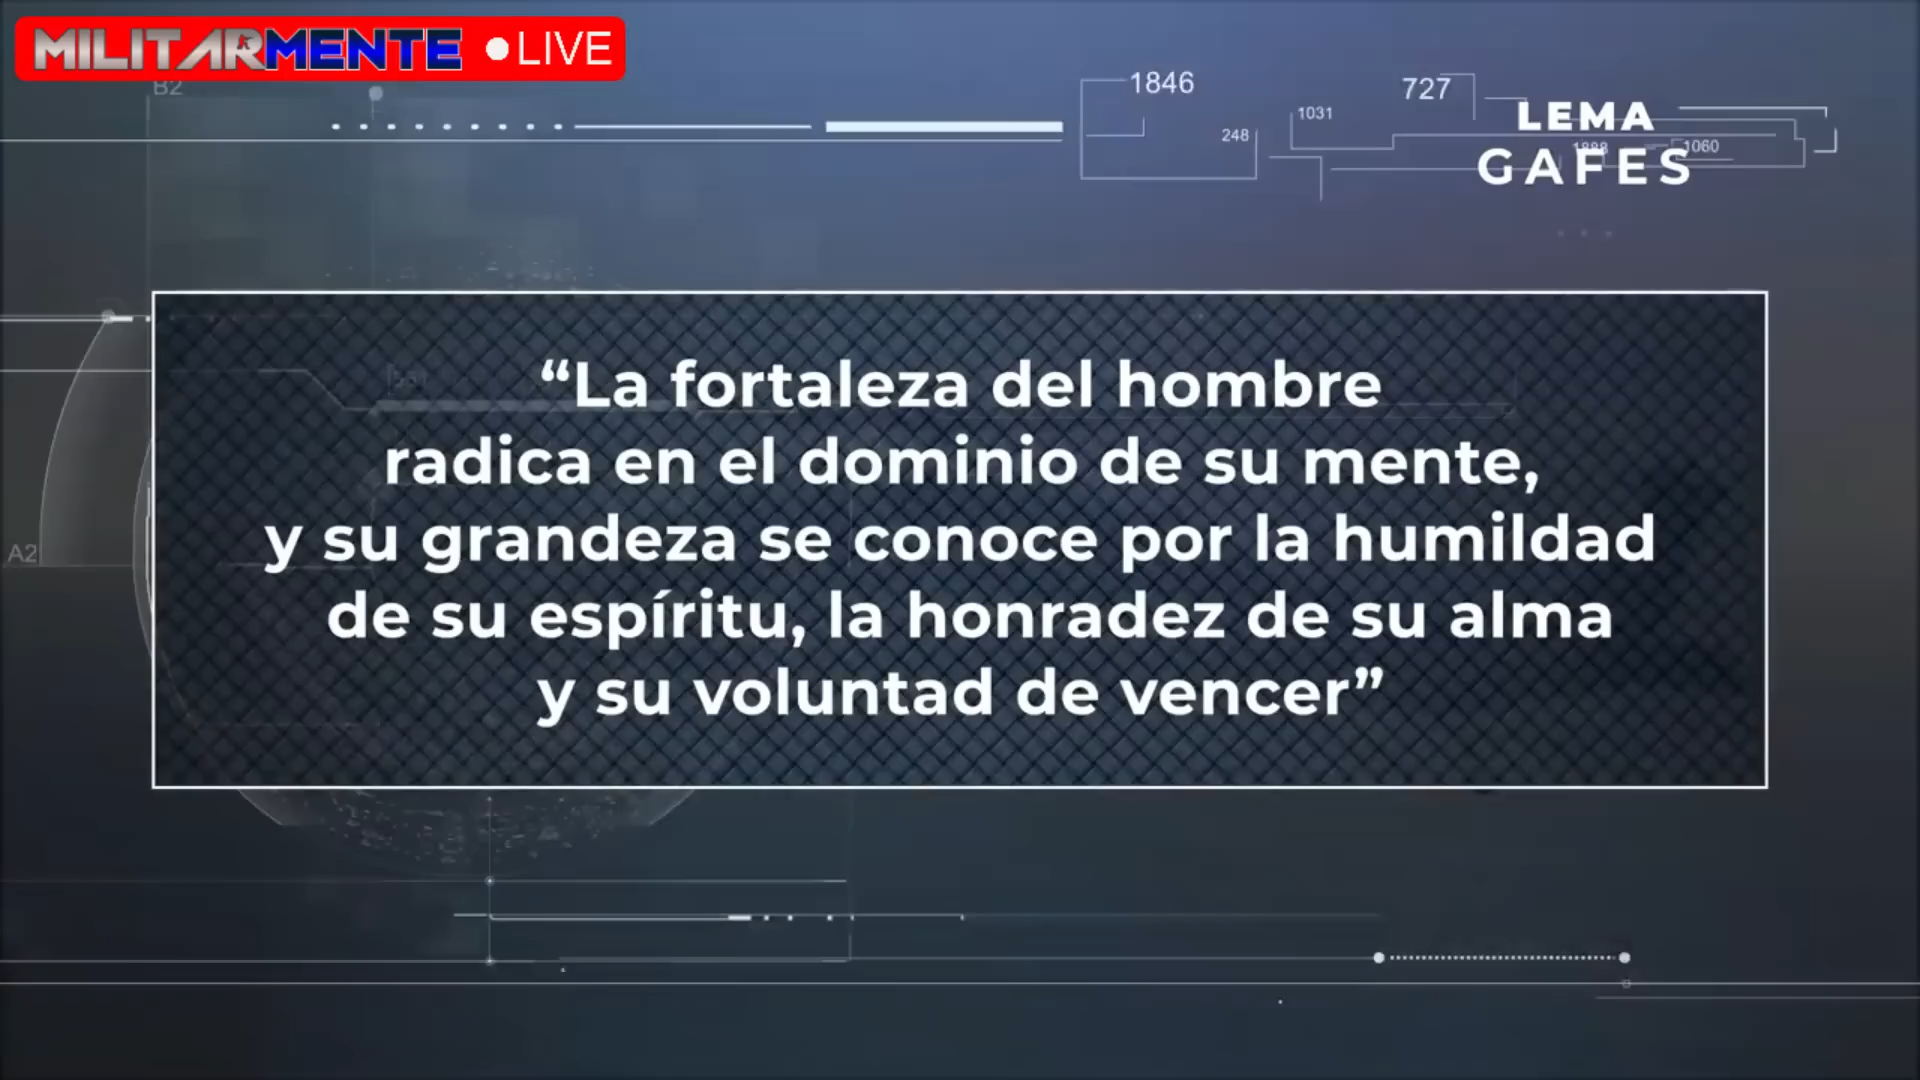 MILITARMENTE LIVE
B2
1846
727
1031
248
LEMA
1888
1060
GAFES
“La fortaleza del hombre
radica en el dominio de su mente,
y su grandeza se conoce por la humildad
de su espíritu, la honradez de su alma
y su voluntad de vencer”
A2